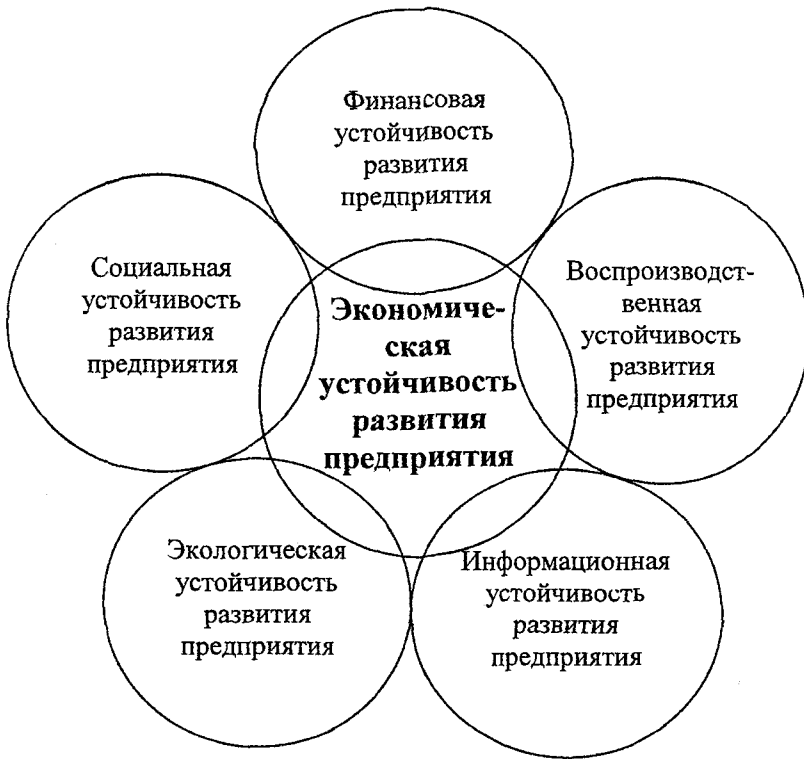 Финансовая
устойчивость
развития
предприятия
Социальная
устойчивость
развития
предприятия
Воспроизводст-
венная
устойчивость
развития
предприятия
Экономиче-
ская
устойчивость
развития
предприятия
Экологическая
устойчивость
развития
предприятия
Информационная
устойчивость
развития
предприятия